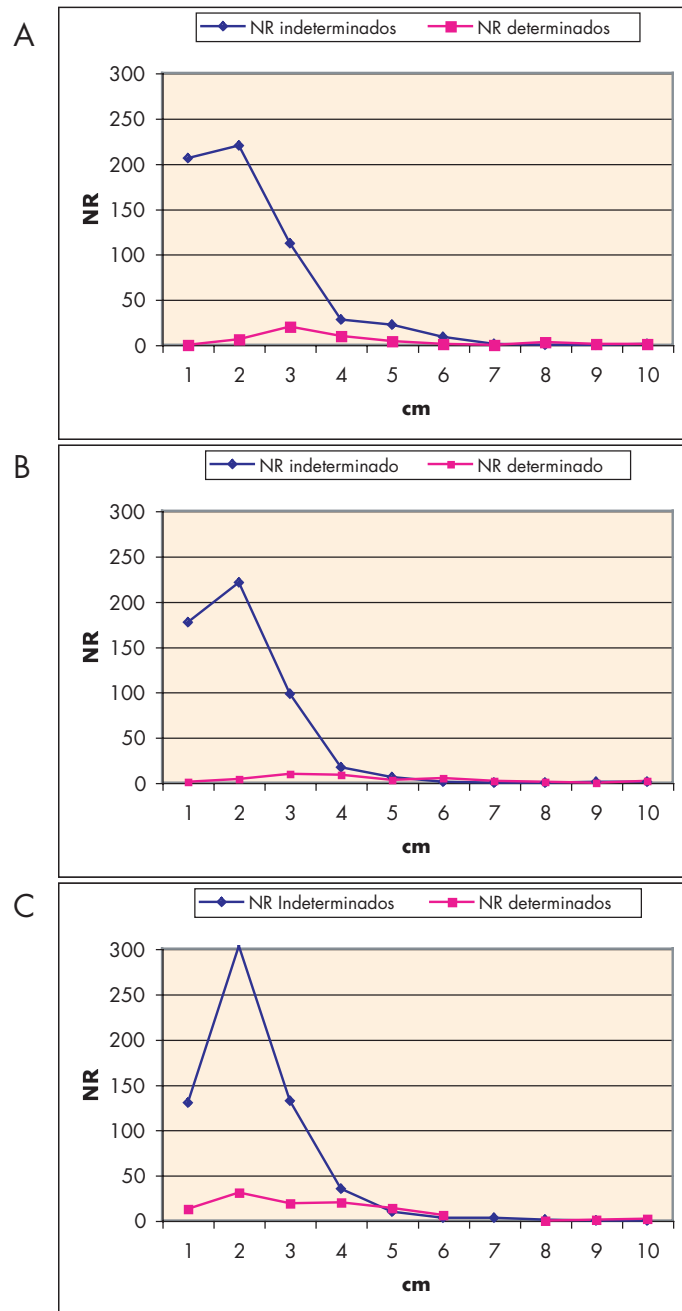 A
NR indeterminados NR determinados
300
250
200
150
100
50
0
NR
1 2 3 4 5 6 7 8 9 10
cm
B
NR indeterminado NR determinado
300
250
200
150
100
50
0
NR
1 2 3 4 5 6 7 8 9 10
cm
C
NR Indeterminados NR determinados
300
250
200
150
100
50
0
NR
1 2 3 4 5 6 7 8 9 10
cm